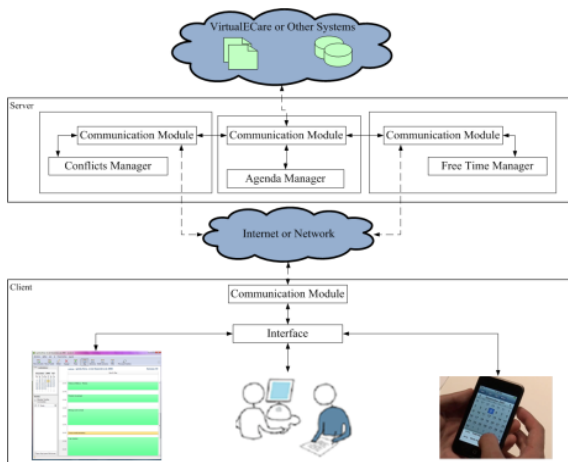 VirtualECare or Other Systems
Server
Communication Module
Communication Module
Communication Module
Conflicts Manager
Agenda Manager
Free Time Manager
Internet or Network
Client
Communication Module
Interface